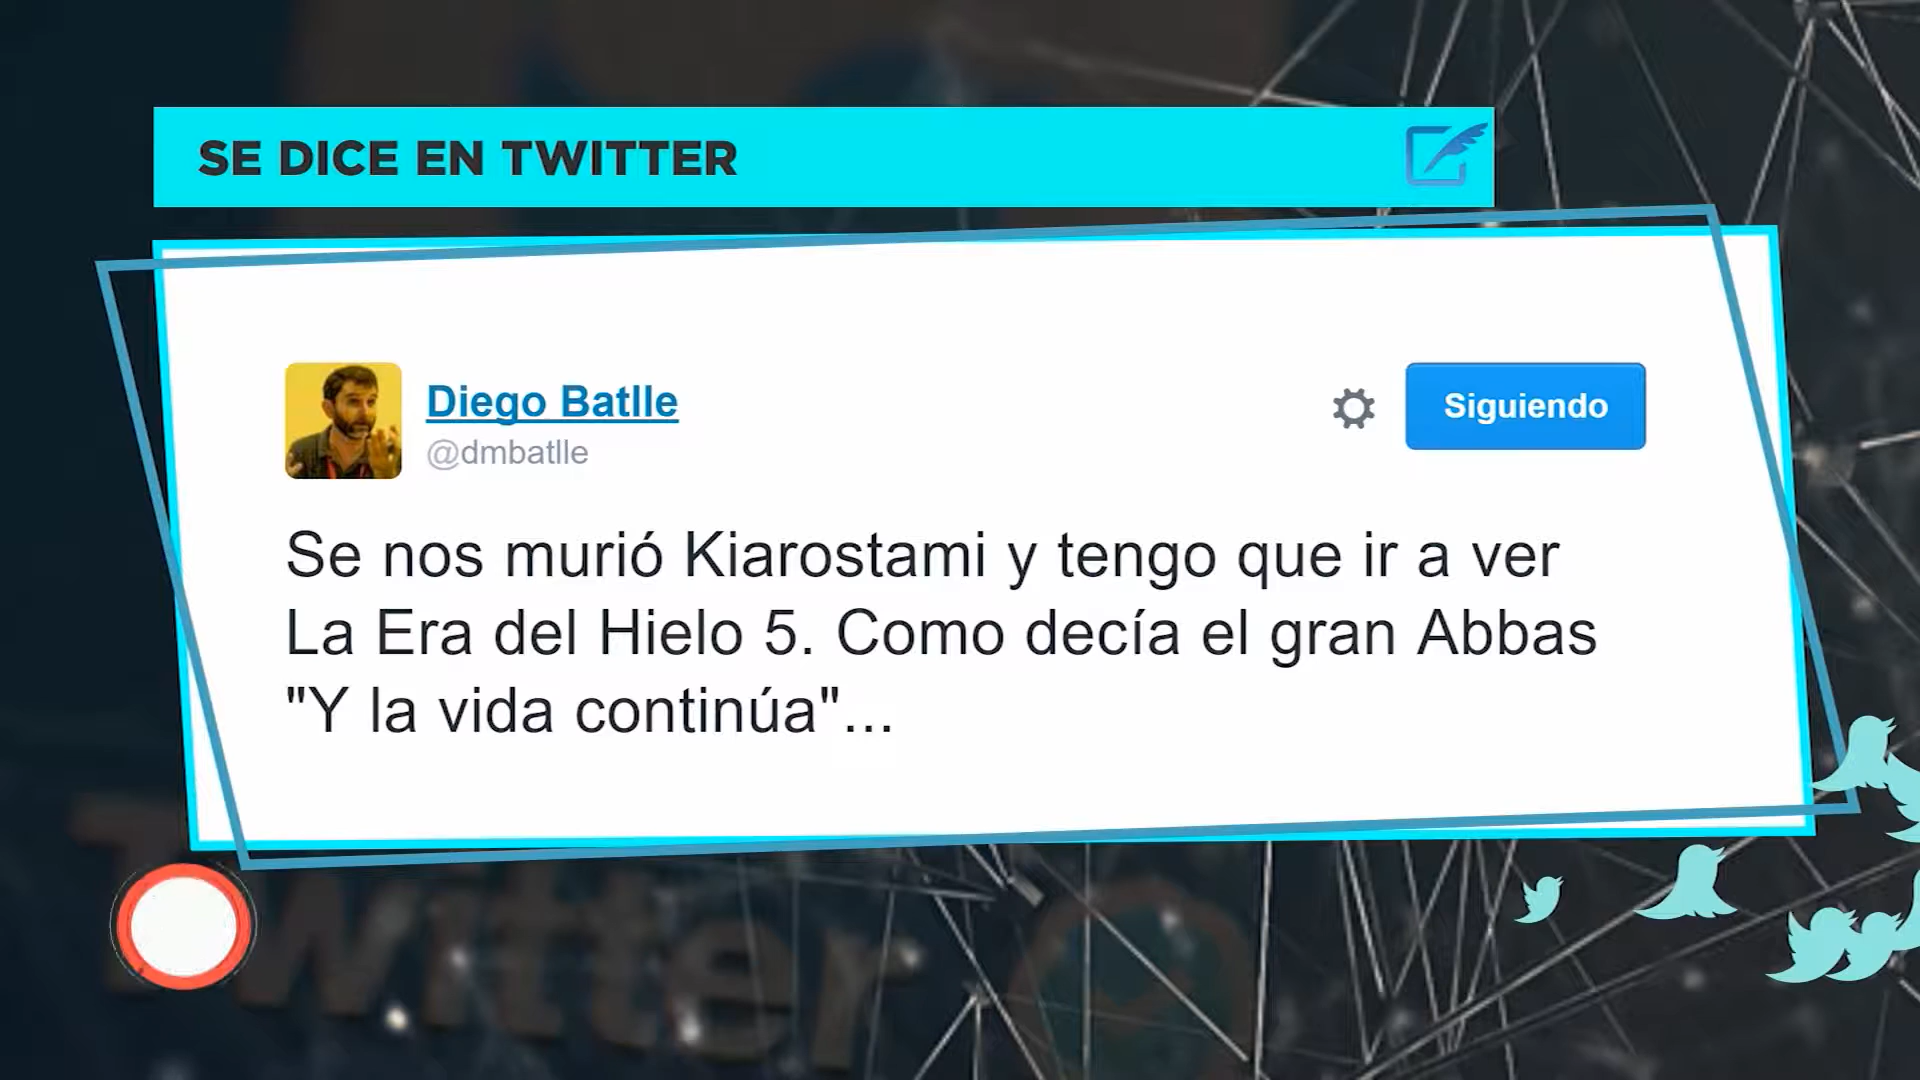 SE DICE EN TWITTER
Diego Batlle
@dmbatlle
Siguiendo
Se nos murió Kiarostami y tengo que ir a ver
La Era del Hielo 5. Como decía el gran Abbas
"Y la vida continúa"...
Twitter